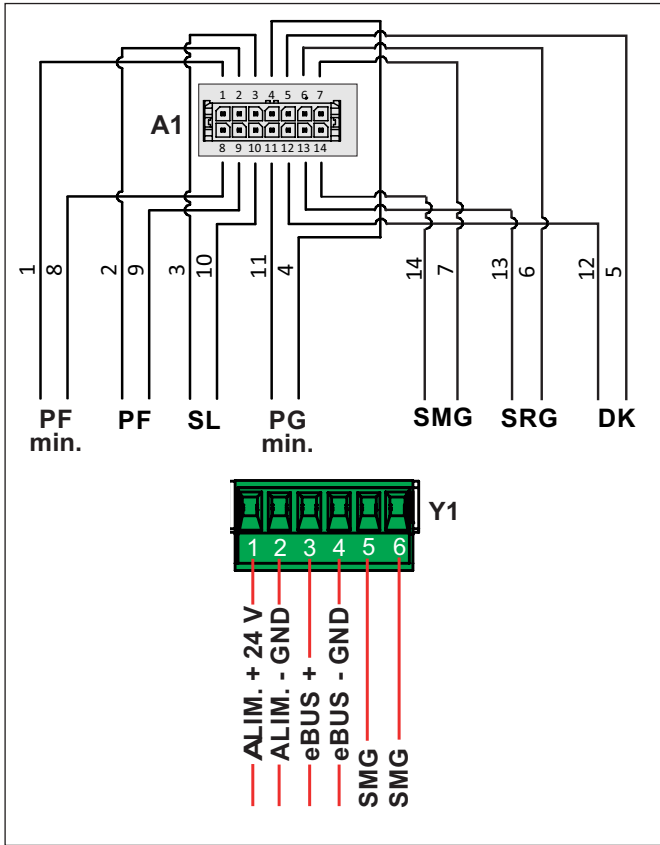 1 2 3 4 5 6 7
A1
8 9 10 11 12 13 14
1 8 2 9 3 10 11 4 14 7 13 6 12 5
PF min.
PF
SL
PG min.
SMG
SRG
DK
Y1
1 2 3 4 5 6
ALIM. + 24 V
ALIM. - GND
eBUS +
eBUS - GND
SMG
SMG